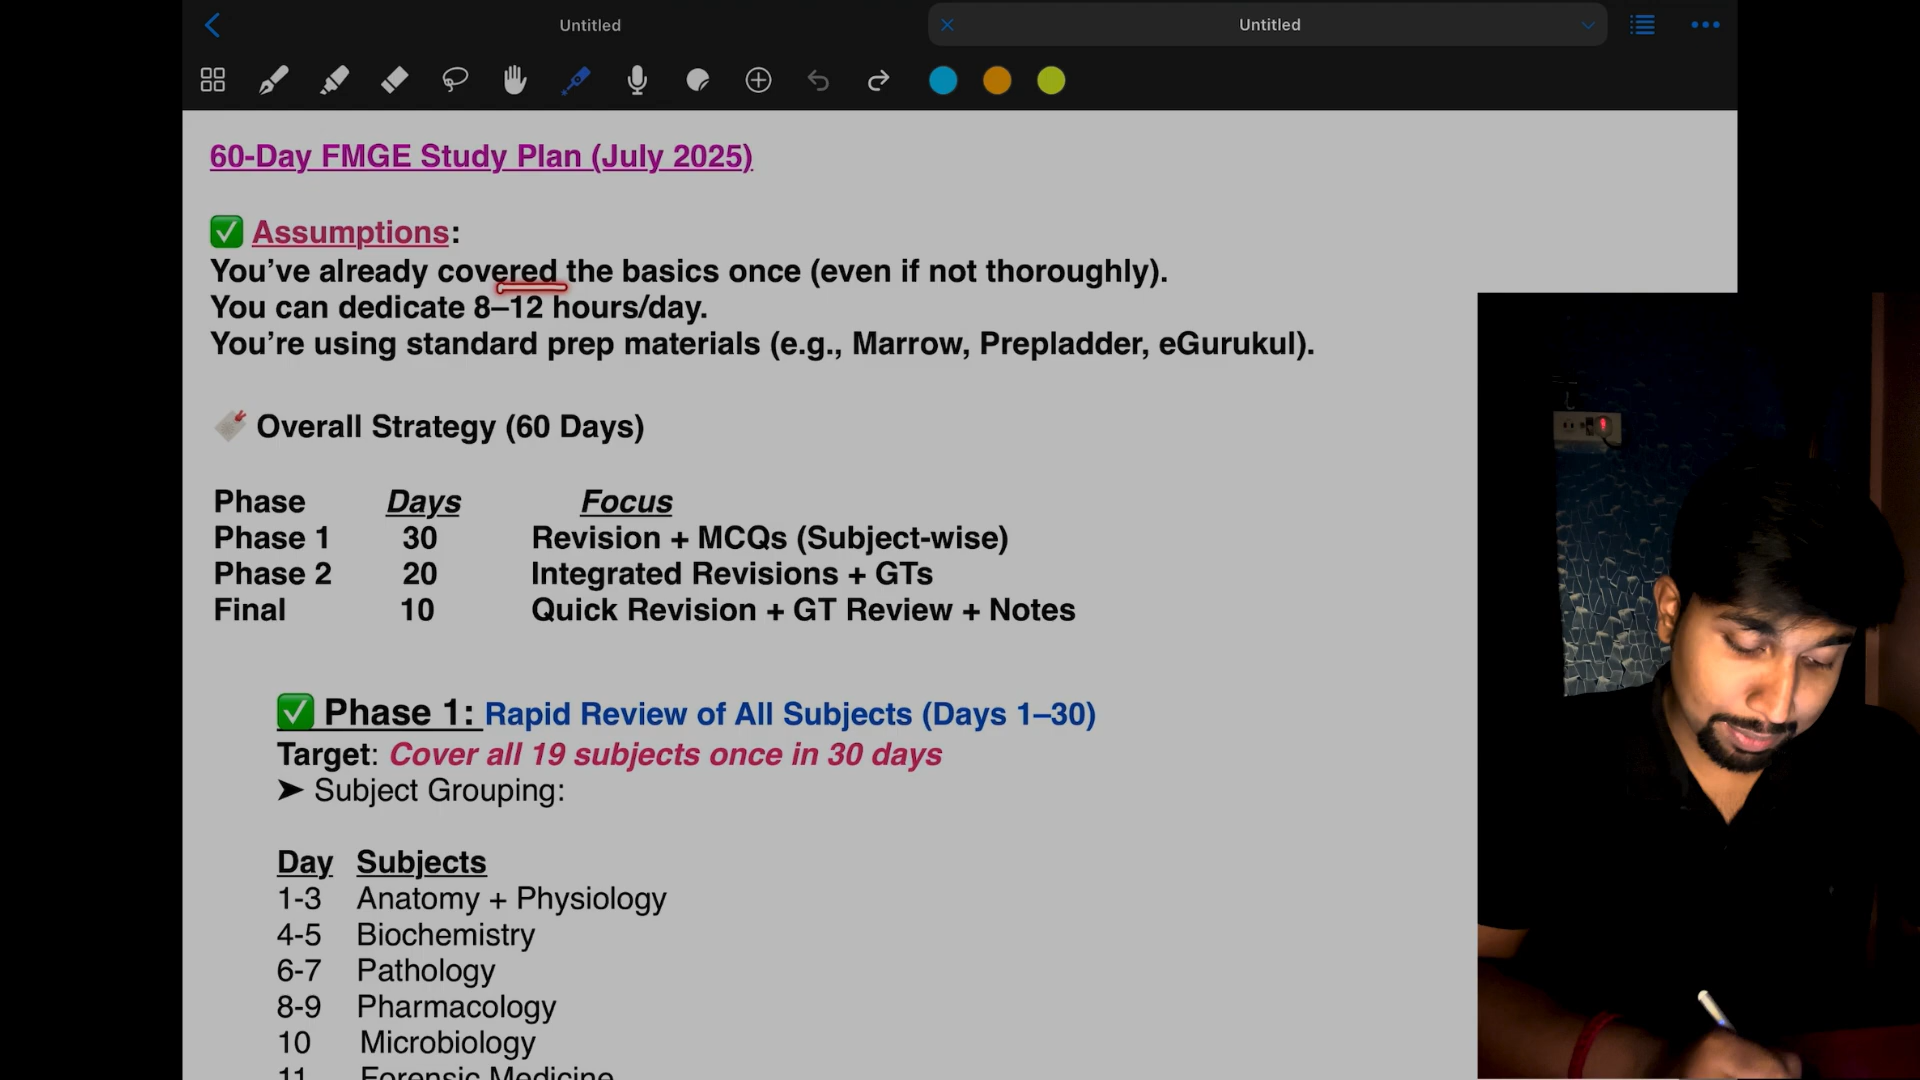 Untitled
Untitled
60-Day FMGE Study Plan (July 2025)
✅ Assumptions:
You’ve already covered the basics once (even if not thoroughly).
You can dedicate 8–12 hours/day.
You’re using standard prep materials (e.g., Marrow, Prepladder, eGurukul).
Overall Strategy (60 Days)
Phase Days Focus
Phase 1 30 Revision + MCQs (Subject-wise)
Phase 2 20 Integrated Revisions + GTs
Final 10 Quick Revision + GT Review + Notes
✅ Phase 1: Rapid Review of All Subjects (Days 1–30)
Target: Cover all 19 subjects once in 30 days
➤ Subject Grouping:
Day Subjects
1-3 Anatomy + Physiology
4-5 Biochemistry
6-7 Pathology
8-9 Pharmacology
10 Microbiology
11 Forensic Medicine